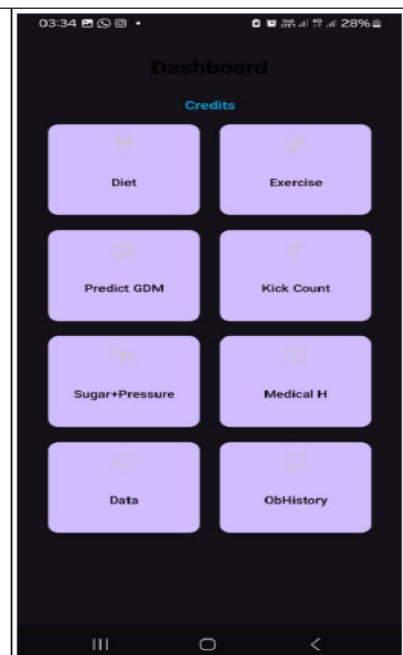 03:34 28%
Dashboard
Credits
Diet Exercise
Predict GDM Kick Count
Sugar+Pressure Medical H
Data ObHistory